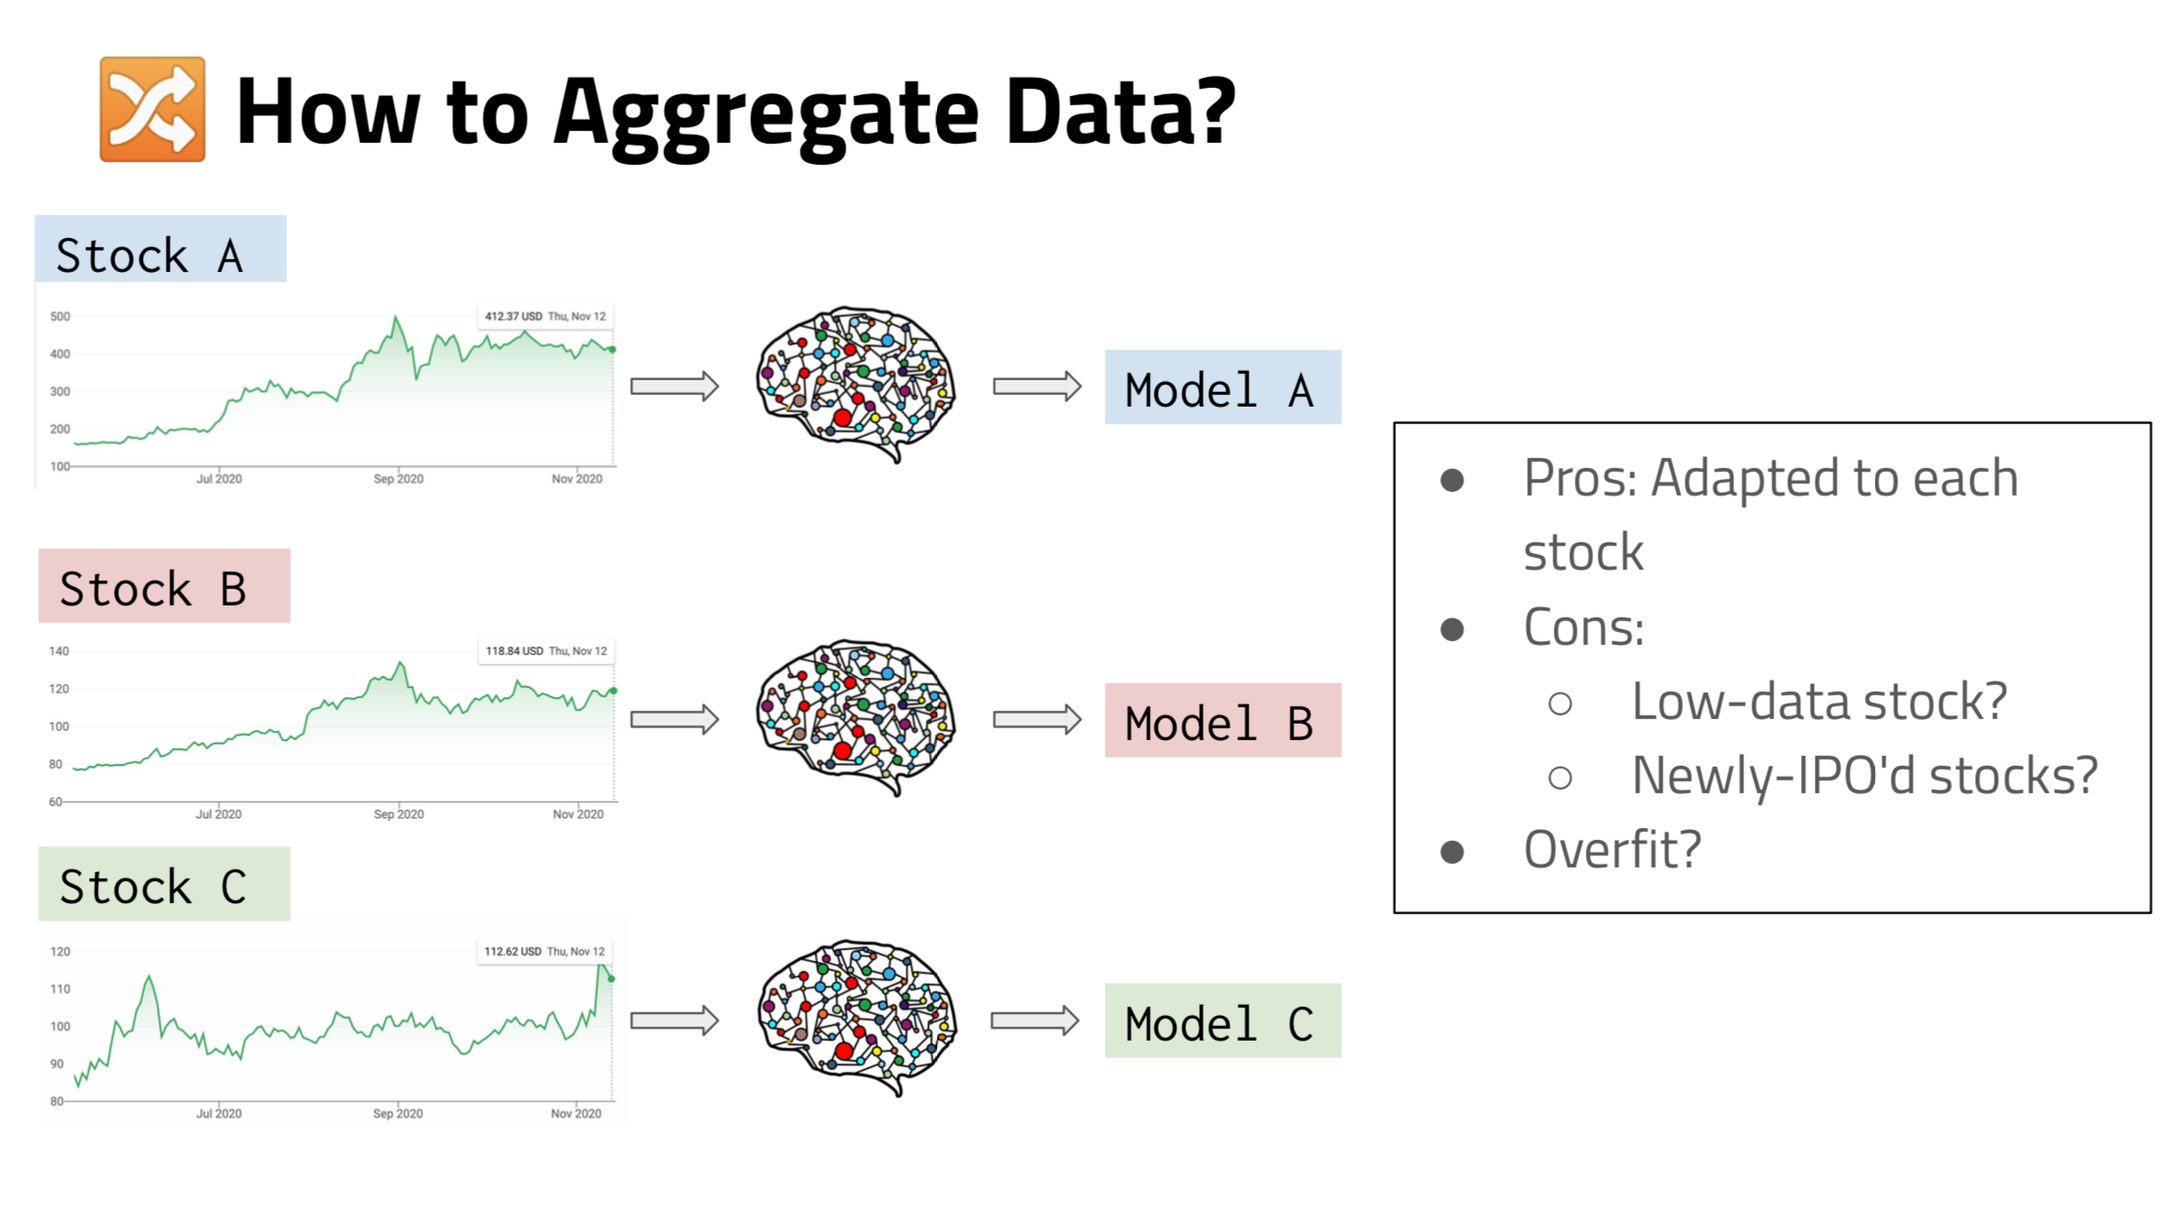 How to Aggregate Data?
Stock A
500
400
300
200
100
412.37 USD Thu, Nov 12
Jul 2020
Sep 2020
Nov 2020
Model A
Stock B
140
120
100
80
60
118.84 USD Thu, Nov 12
Jul 2020
Sep 2020
Nov 2020
Model B
Stock C
120
110
100
90
80
112.62 USD Thu, Nov 12
Jul 2020
Sep 2020
Nov 2020
Model C
● Pros: Adapted to each
stock
● Cons:
○ Low-data stock?
○ Newly-IPO'd stocks?
● Overfit?